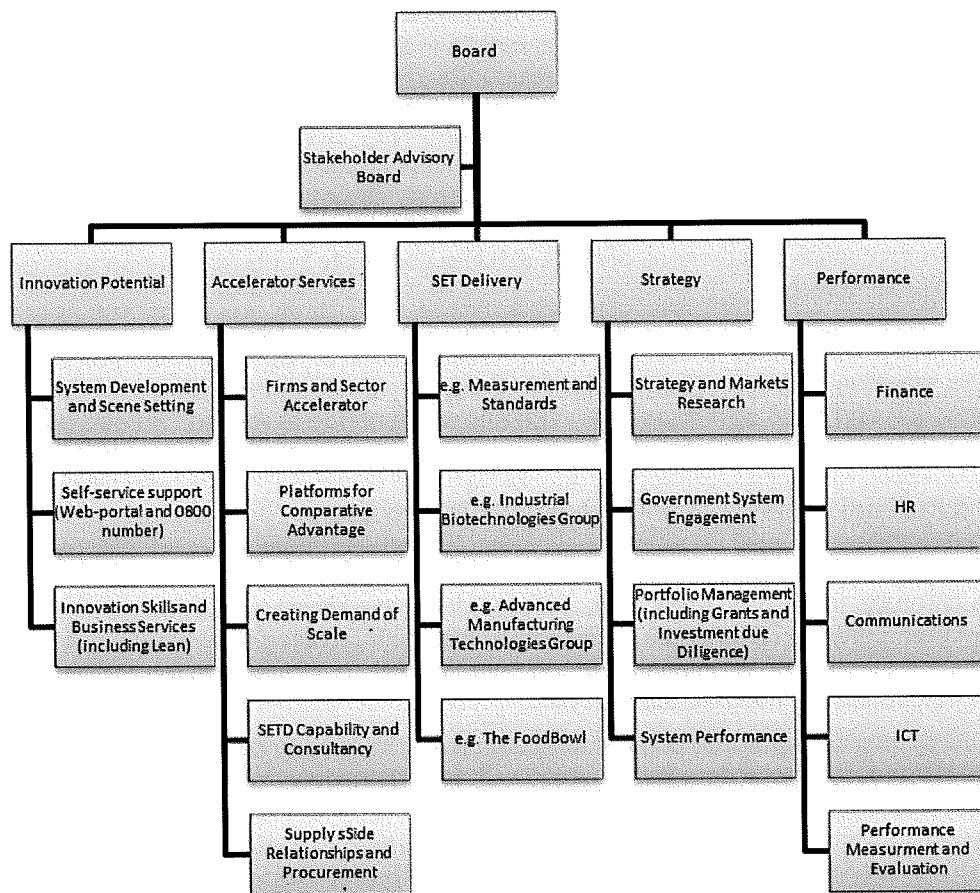 Board
Stakeholder Advisory
Board
Innovation Potential
Accelerator Services
SET Delivery
Strategy
Performance
System Development
and Scene Setting
Self-service support
(Web-portal and 0800
number)
Innovation Skills and
Business Services
(including Lean)
Firms and Sector
Accelerator
Platforms for
Comparative
Advantage
Creating Demand of
Scale
SETD Capability and
Consultancy
Supply sSide
Relationships and
Procurement
e.g. Measurement and
Standards
e.g. Industrial
Biotechnologies Group
e.g. Advanced
Manufacturing
Technologies Group
e.g. The FoodBowl
Strategy and Markets
Research
Government System
Engagement
Portfolio Management
(including Grants and
Investment due
Diligence)
System Performance
Finance
HR
Communications
ICT
Performance
Measurment and
Evaluation